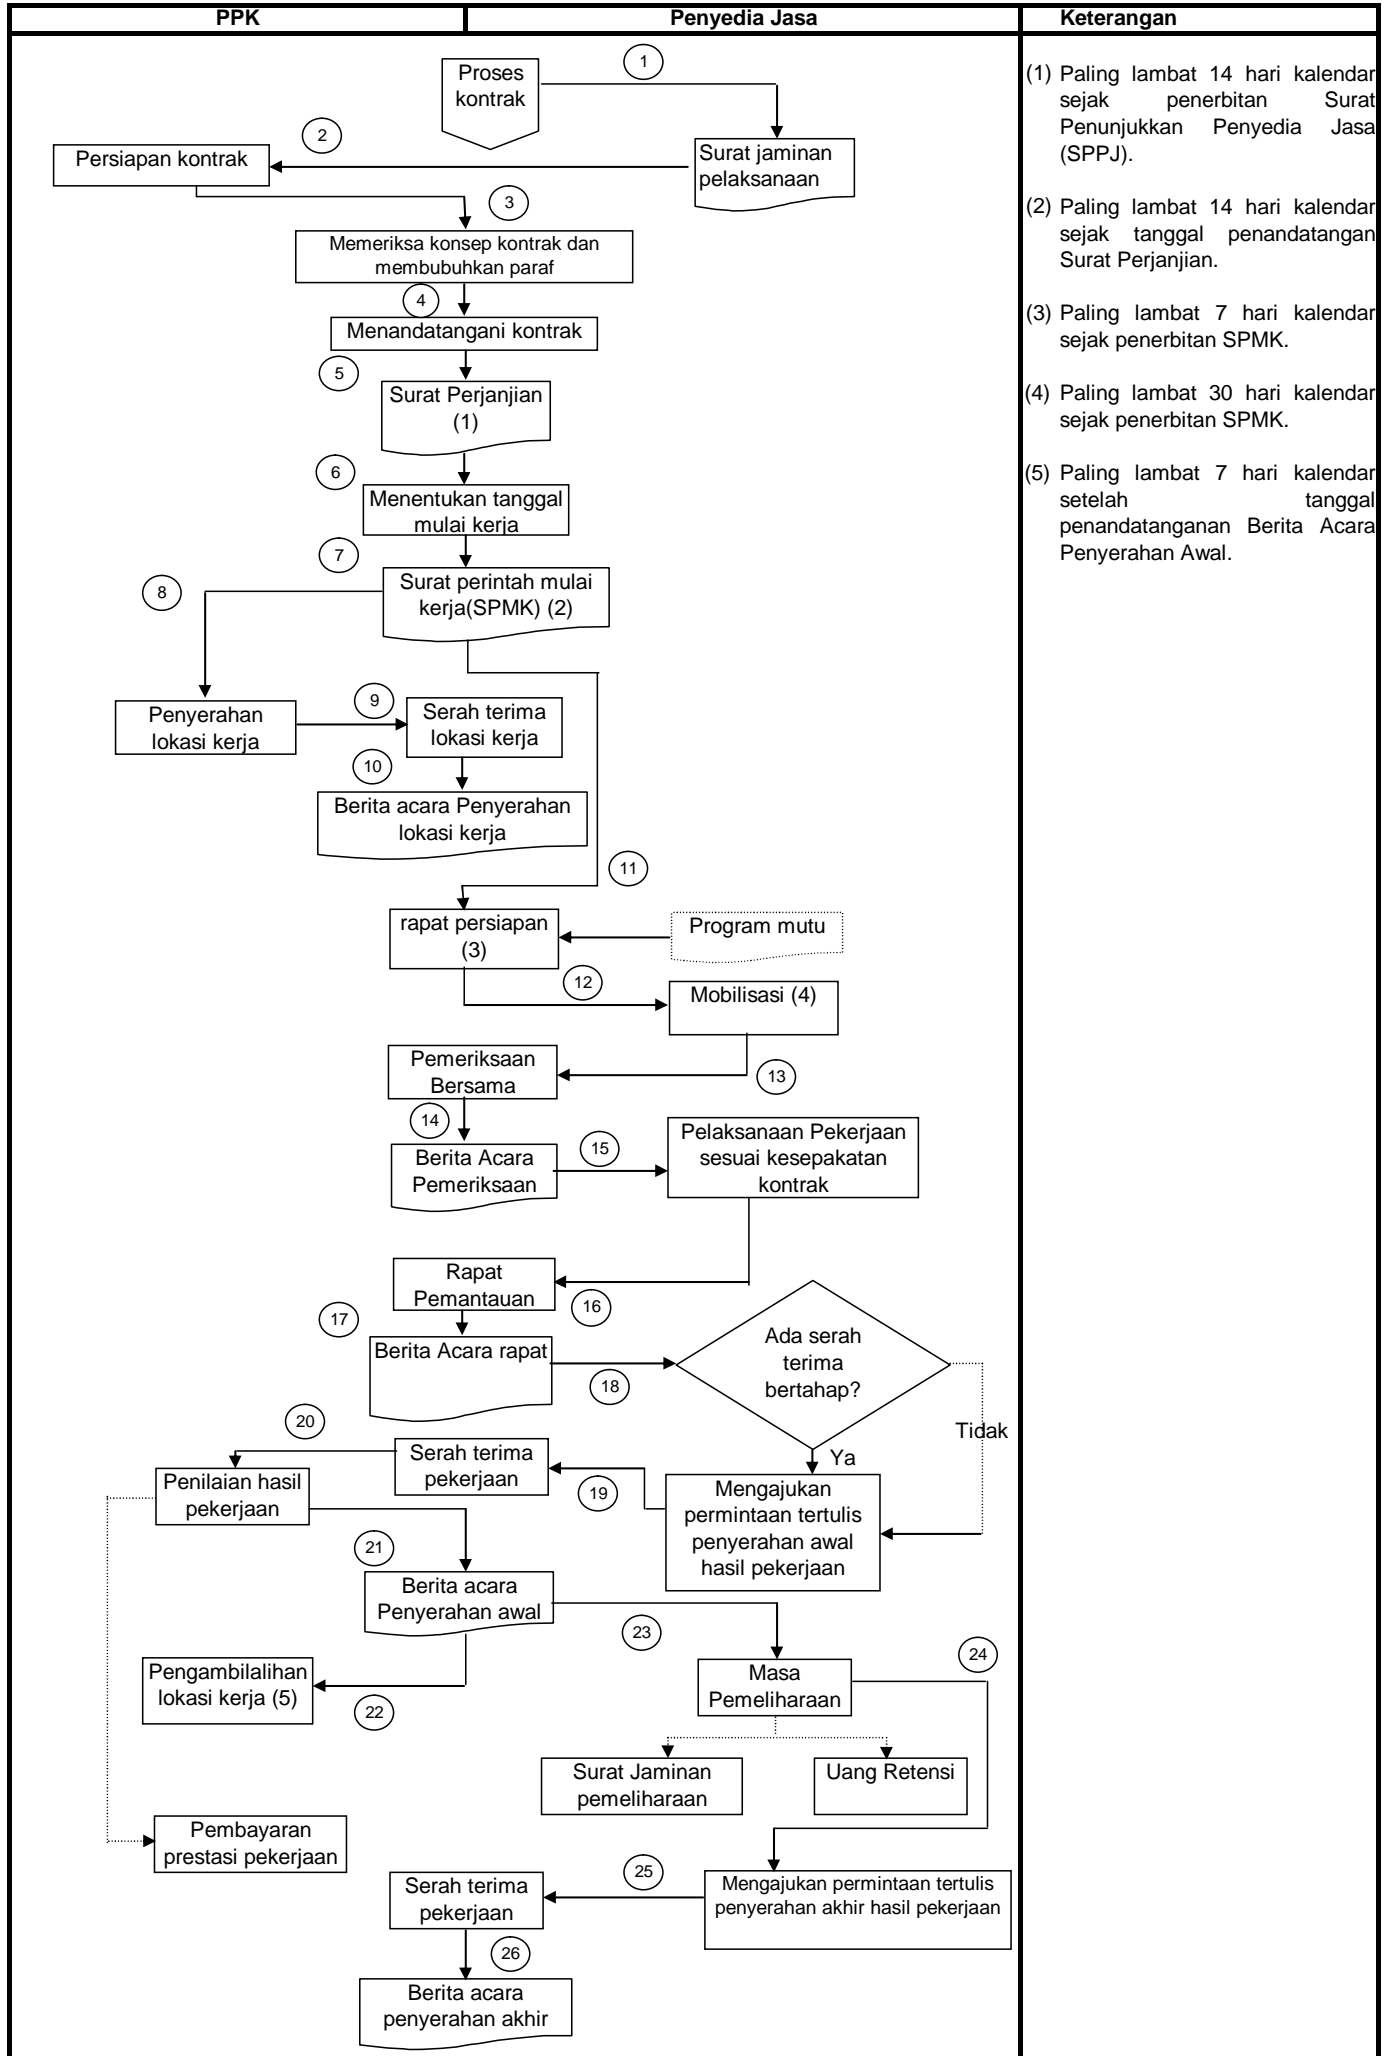 PPK
Penyedia Jasa
Keterangan
1
Proses
kontrak
2
Surat jaminan
pelaksanaan
Persiapan kontrak
3
Memeriksa konsep kontrak dan
membubuhkan paraf
4
Menandatangani kontrak
5
Surat Perjanjian
(1)
6
Menentukan tanggal
mulai kerja
7
Surat perintah mulai
kerja(SPMK) (2)
8
Penyerahan
lokasi kerja
9
Serah terima
lokasi kerja
10
Berita acara Penyerahan
lokasi kerja
11
rapat persiapan
(3)
Program mutu
12
Mobilisasi (4)
Pemeriksaan
Bersama
13
14
Berita Acara
Pemeriksaan
15
Pelaksanaan Pekerjaan
sesuai kesepakatan
kontrak
Rapat
Pemantauan
16
17
Berita Acara rapat
18
Ada serah
terima
bertahap?
Tidak
Ya
20
Serah terima
pekerjaan
19
Mengajukan
permintaan tertulis
penyerahan awal
hasil pekerjaan
Penilaian hasil
pekerjaan
21
Berita acara
Penyerahan awal
23
24
Pengambilalihan
lokasi kerja (5)
22
Masa
Pemeliharaan
Surat Jaminan
pemeliharaan
Uang Retensi
Pembayaran
prestasi pekerjaan
25
Serah terima
pekerjaan
Mengajukan permintaan tertulis
penyerahan akhir hasil pekerjaan
26
Berita acara
penyerahan akhir
(1) Paling lambat 14 hari kalendar
sejak penerbitan Surat
Penunjukkan Penyedia Jasa
(SPPJ).
(2) Paling lambat 14 hari kalendar
sejak tanggal penandatangan
Surat Perjanjian.
(3) Paling lambat 7 hari kalendar
sejak penerbitan SPMK.
(4) Paling lambat 30 hari kalendar
sejak penerbitan SPMK.
(5) Paling lambat 7 hari kalendar
setelah tanggal
penandatanganan Berita Acara
Penyerahan Awal.